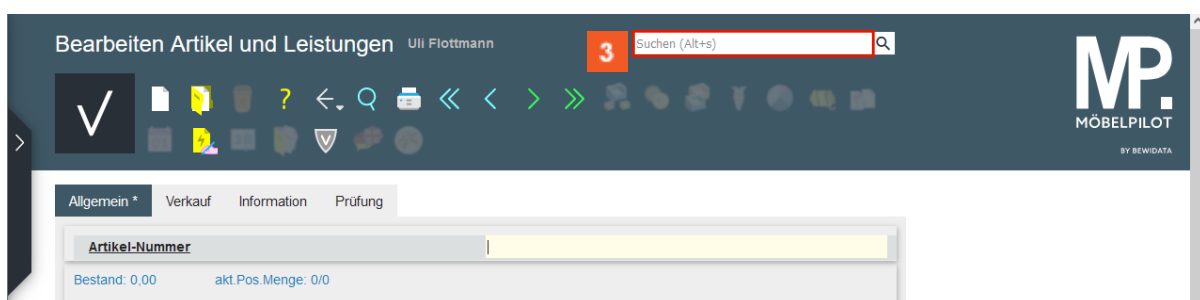 Bearbeiten Artikel und Leistungen Uli Flottmann
3
Suchen (Alt+s)
?
MP.
MÖBELPILOT
BY BEWIDATA
Allgemein * Verkauf Information Prüfung
Artikel-Nummer
Bestand: 0,00 akt.Pos.Menge: 0/0